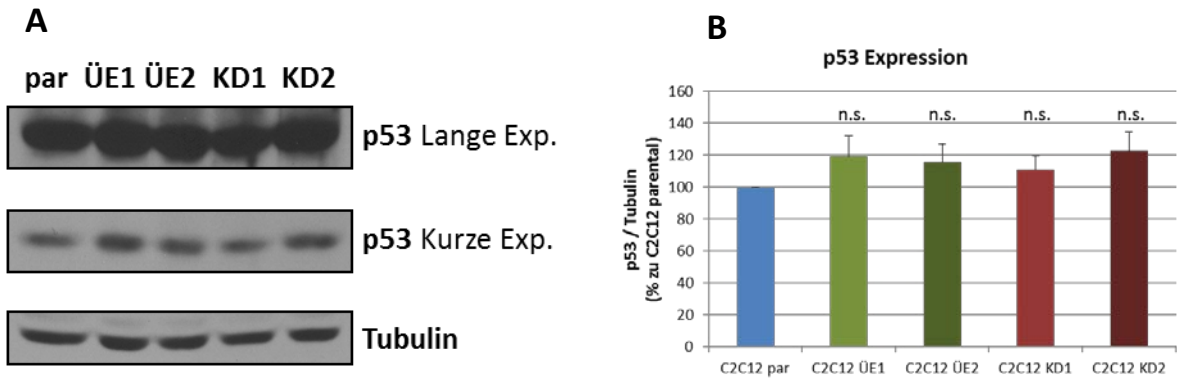 A
par ÜE1 ÜE2 KD1 KD2
p53 Lange Exp.
p53 Kurze Exp.
Tubulin
B
p53 Expression
p53 / Tubulin
(% zu C2C12 parental)
160
140
120
100
80
60
40
20
0
n.s. n.s. n.s. n.s.
C2C12 par C2C12 ÜE1 C2C12 ÜE2 C2C12 KD1 C2C12 KD2